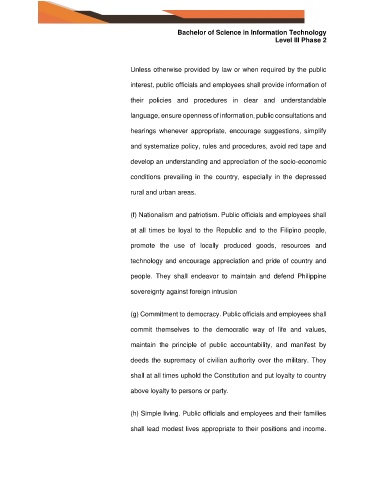 Bachelor of Science in Information Technology
Level III Phase 2
Unless otherwise provided by law or when required by the public
interest, public officials and employees shall provide information of
their policies and procedures in clear and understandable
language, ensure openness of information, public consultations and
hearings whenever appropriate, encourage suggestions, simplify
and systematize policy, rules and procedures, avoid red tape and
develop an understanding and appreciation of the socio-economic
conditions prevailing in the country, especially in the depressed
rural and urban areas.
(f) Nationalism and patriotism. Public officials and employees shall
at all times be loyal to the Republic and to the Filipino people,
promote the use of locally produced goods, resources and
technology and encourage appreciation and pride of country and
people. They shall endeavor to maintain and defend Philippine
sovereignty against foreign intrusion
(g) Commitment to democracy. Public officials and employees shall
commit themselves to the democratic way of life and values,
maintain the principle of public accountability, and manifest by
deeds the supremacy of civilian authority over the military. They
shall at all times uphold the Constitution and put loyalty to country
above loyalty to persons or party.
(h) Simple living. Public officials and employees and their families
shall lead modest lives appropriate to their positions and income.